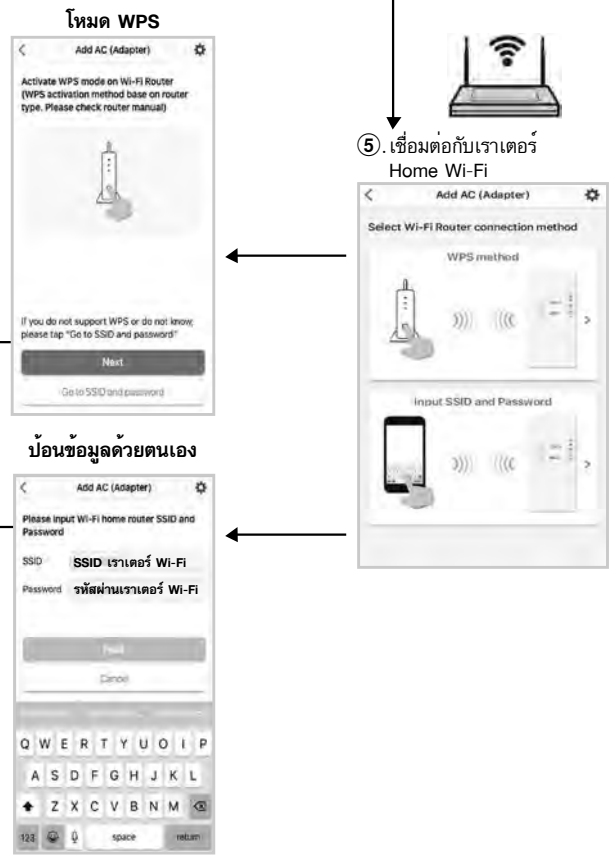 โหมด WPS
Add AC (Adapter)
Activate WPS mode on Wi-Fi Router
(WPS activation method base on router
type. Please check router manual)
If you do not support WPS or do not know,
please tap "Go to SSID and password"
Next
Go to SSID and password
5. เชื่อมต่อกับเราเตอร์
Home Wi-Fi
Add AC (Adapter)
Select Wi-Fi Router connection method
WPS method
Input SSID and Password
ป้อนข้อมูลด้วยตนเอง
Add AC (Adapter)
Please input Wi-Fi home router SSID and
Password
SSID SSID เราเตอร์ Wi-Fi
Password รหัสผ่านเราเตอร์ Wi-Fi
Next
Cancel
Q W E R T Y U O I P
A S D F G H J K L
Z X C V B N M
123 space return